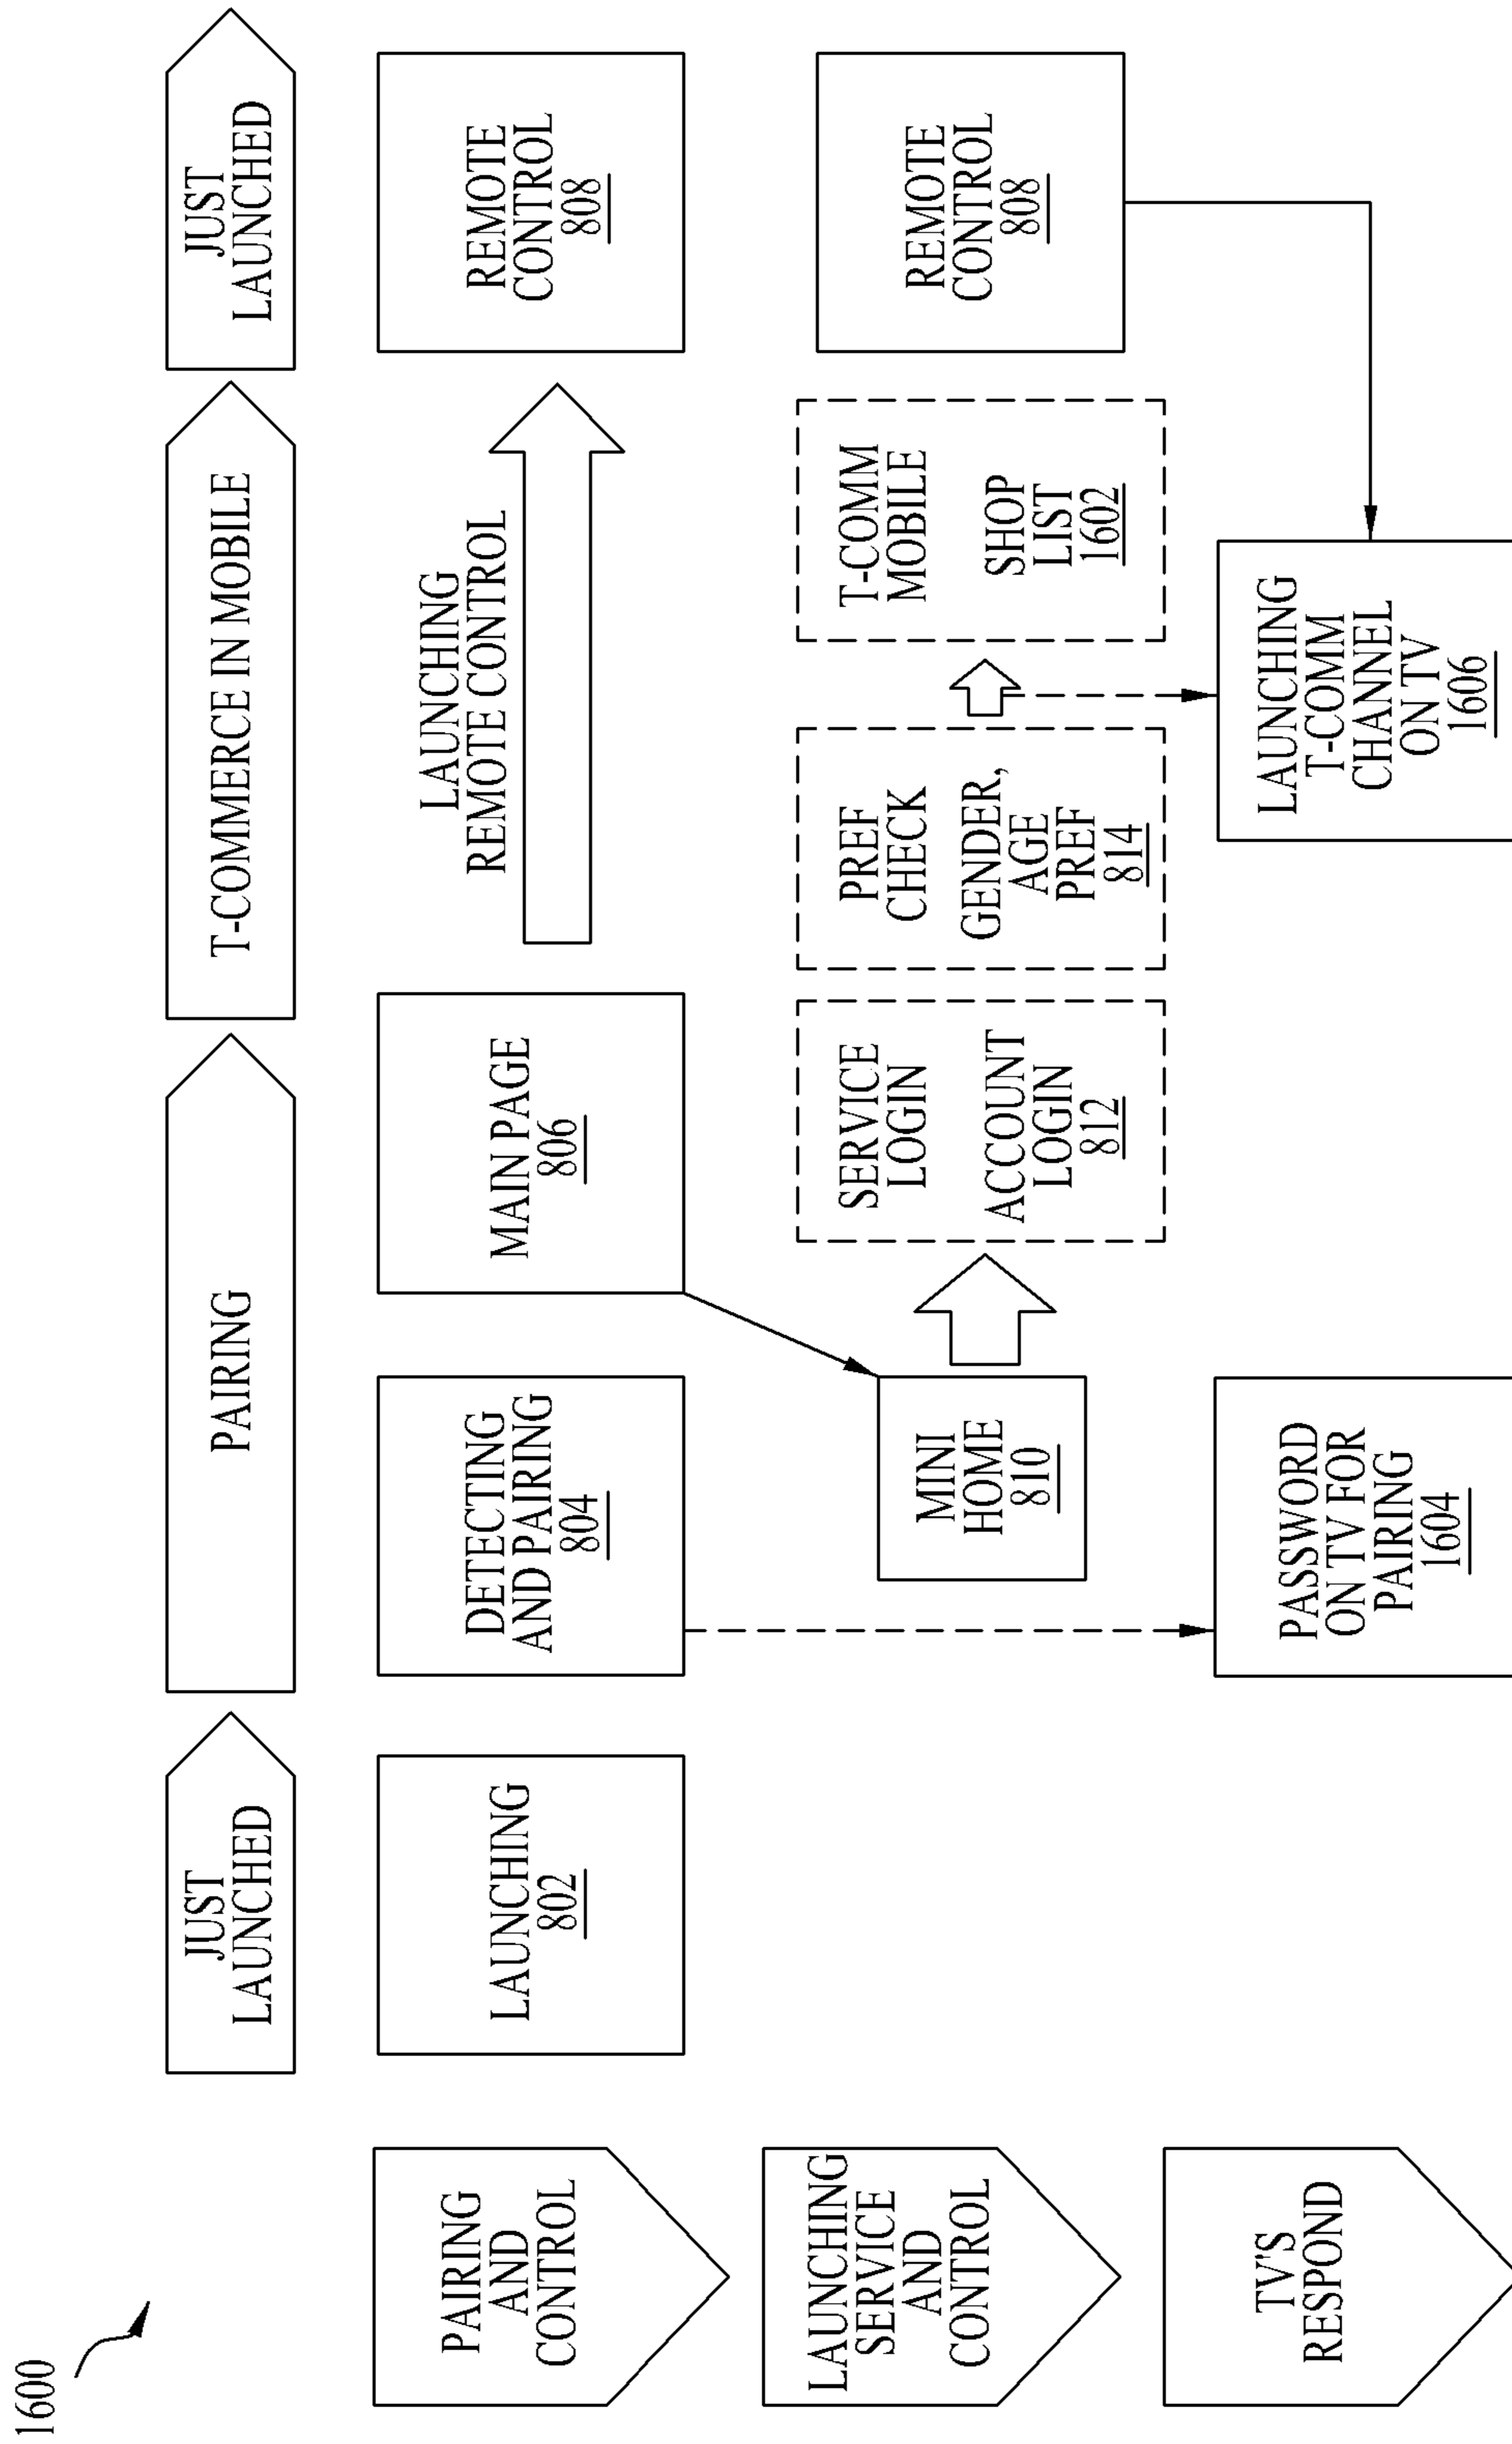 1600
JUST
LAUNCHED
PAIRING
T-COMMERCE IN MOBILE
JUST
LAUNCHED
PAIRING
AND
CONTROL
LAUNCHING
802
DETECTING
AND PAIRING
804
MAIN PAGE
806
LAUNCHING
REMOTE CONTROL
REMOTE
CONTROL
808
LAUNCHING
SERVICE
AND
CONTROL
MINI
HOME
810
SERVICE
LOGIN
ACCOUNT
LOGIN
812
PREF
CHECK
GENDER,
AGE
PREF
814
T-COMM
MOBILE
SHOP
LIST
1602
REMOTE
CONTROL
808
TV'S
RESPOND
PASSWORD
ON TV FOR
PAIRING
1604
LAUNCHING
T-COMM
CHANNEL
ON TV
1606